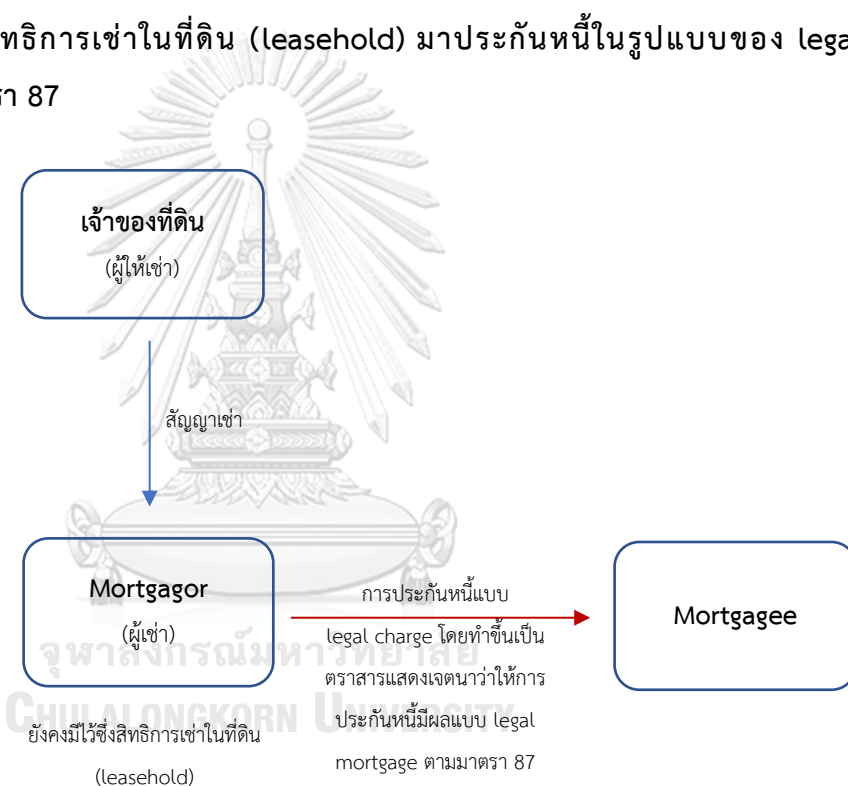 ทธิการเช่าในที่ดิน (leasehold) มาประกันหนี้ในรูปแบบของ lega
รา 87
เจ้าของที่ดิน
(ผู้ให้เช่า)
สัญญาเช่า
Mortgagor
(ผู้เช่า)
การประกันหนี้แบบ
legal charge โดยทำขึ้นเป็น
ตราสารแสดงเจตนาว่าให้การ
ประกันหนี้มีผลแบบ legal
mortgage ตามมาตรา 87
Mortgagee
ยังคงมีไว้ซึ่งสิทธิการเช่าในที่ดิน
(leasehold)
จุฬาลงกรณ์มหาวิทยาลัย
CHULALONGKORN UNIVERSITY